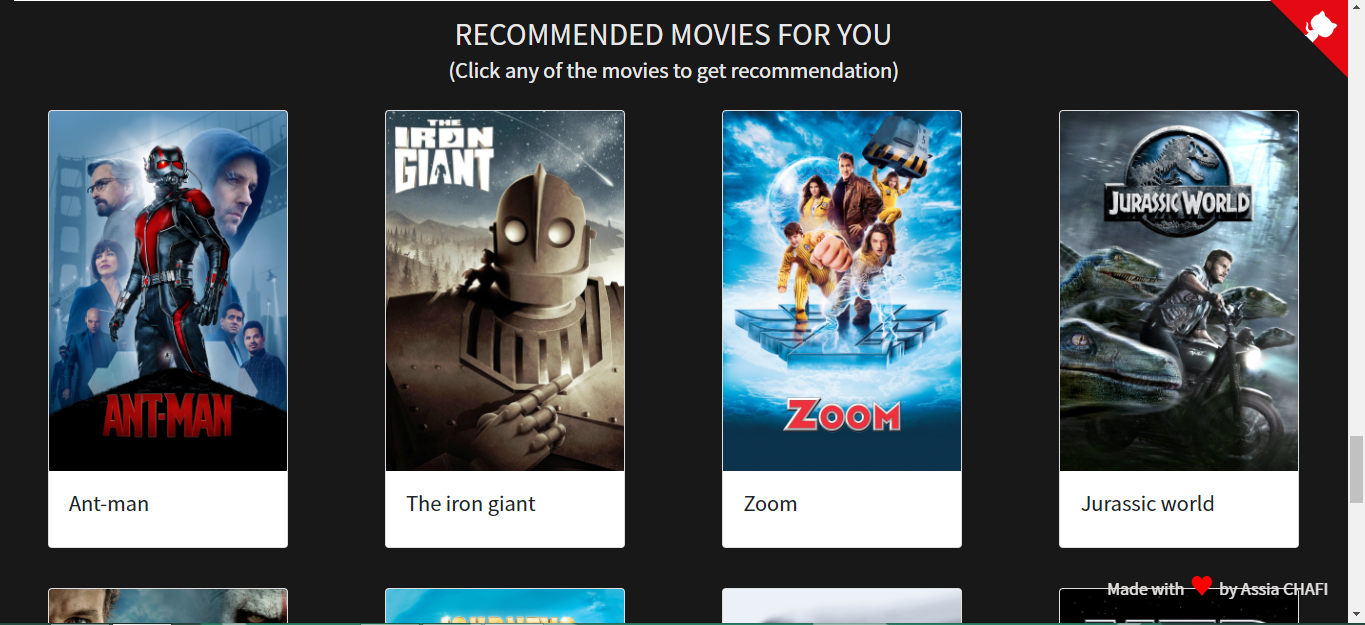 RECOMMENDED MOVIES FOR YOU
(Click any of the movies to get recommendation)
ANT-MAN
THE
IRON
GIANT
ZOOM
JURASSIC WORLD
Ant-man
The iron giant
Zoom
Jurassic world
Made with ❤ by Assia CHAFI